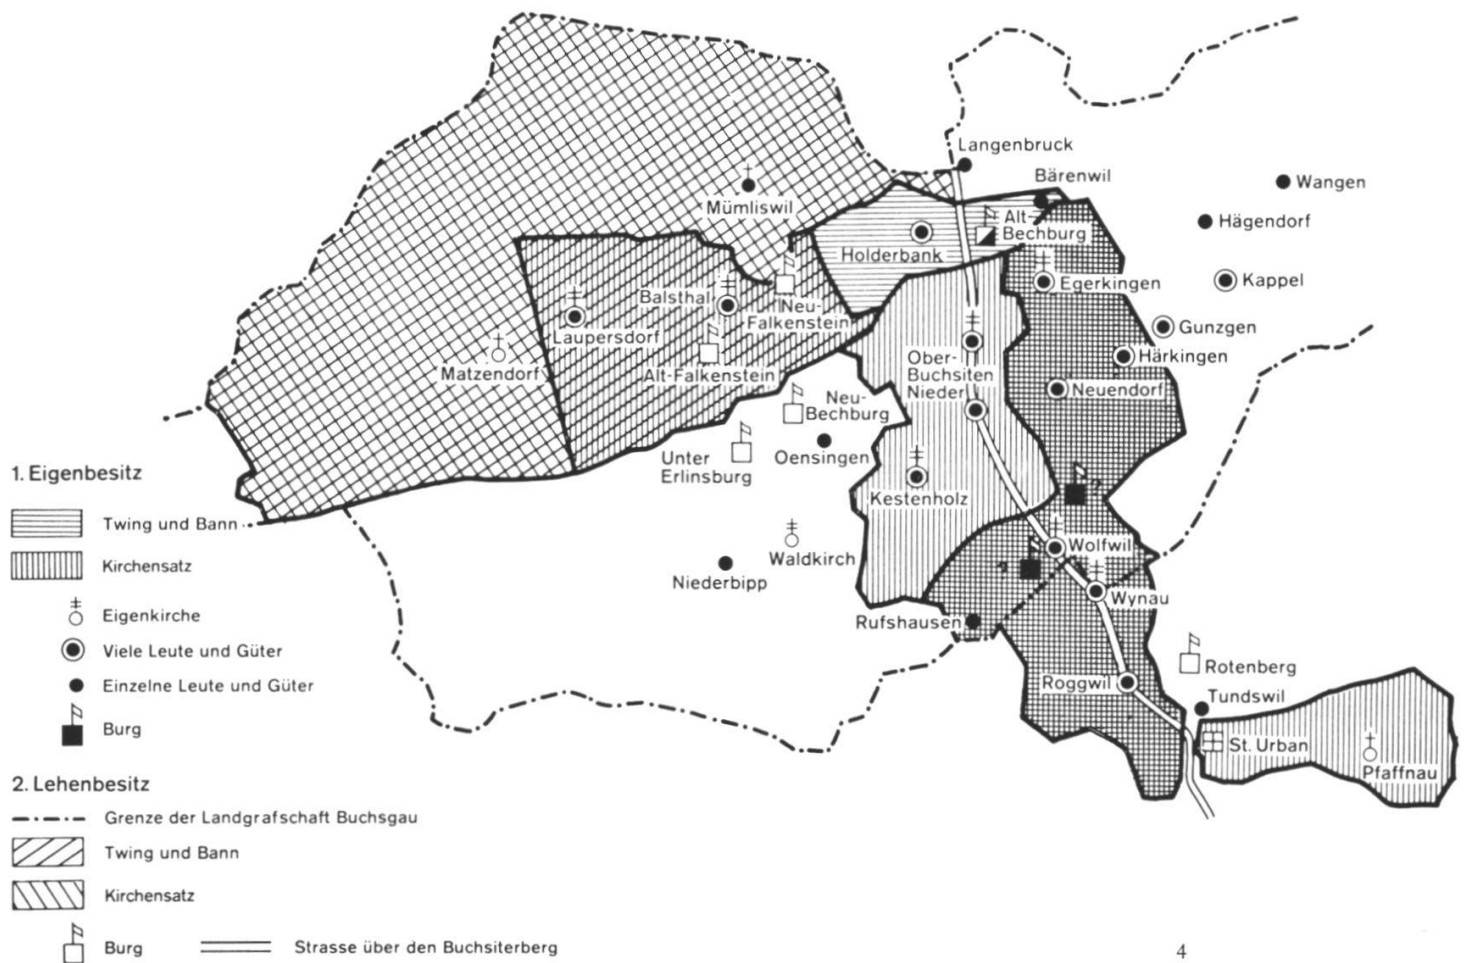 Langenbruck
Bärenwil
Wangen
Mümliswil
Alt-
Bechburg
Hägendorf
Holderbank
Egerkingen
Kappel
Balsthal
Neu-
Falkenstein
Laupersdorf
Gunzgen
Matzendorf
Alt-Falkenstein
Ober-
Buchsiten
Nieder
Härkingen
Neuendorf
Neu-
Bechburg
Unter
Erlinsburg
Oensingen
Kestenholz
?
Waldkirch
Niederbipp
Wolfwil
?
Wynau
Rufshausen
Roggwil
Rotenberg
Tundswil
St. Urban
Pfaffnau
1. Eigenbesitz
Twing und Bann
Kirchensatz
Eigenkirche
Viele Leute und Güter
Einzelne Leute und Güter
Burg
2. Lehenbesitz
Grenze der Landgrafschaft Buchsgau
Twing und Bann
Kirchensatz
Burg
Strasse über den Buchsiterberg
4